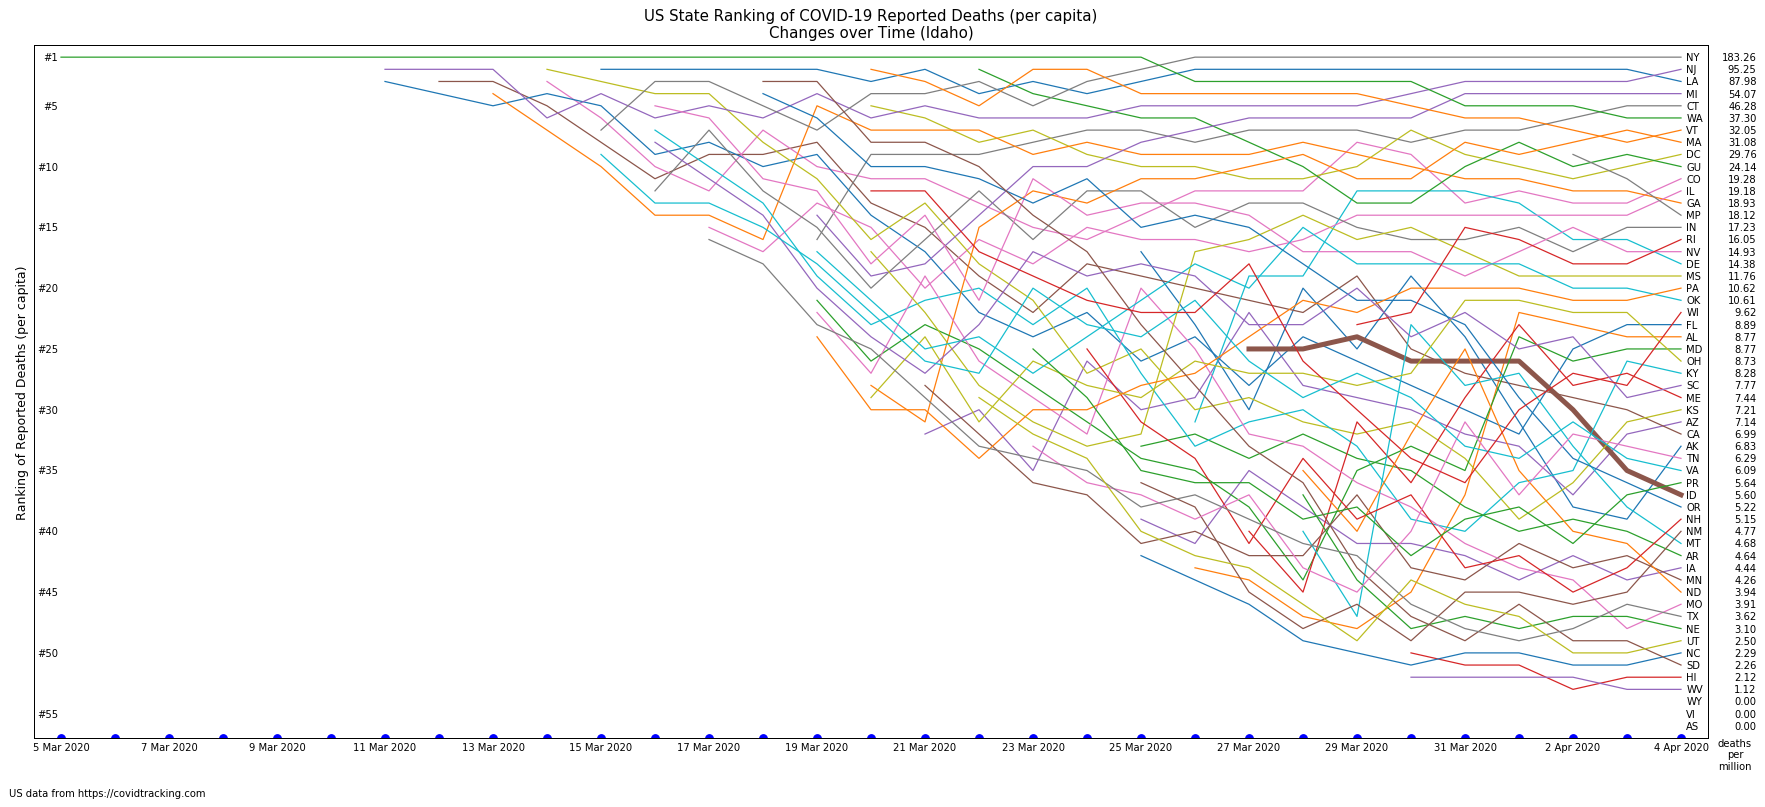 US State Ranking of COVID-19 Reported Deaths (per capita)
Changes over Time (Idaho)
Ranking of Reported Deaths (per capita)
#1
#5
#10
#15
#20
#25
#30
#35
#40
#45
#50
#55
NY 183.26
NJ 95.25
LA 87.98
MI 54.07
CT 46.28
WA 37.30
VT 32.05
MA 31.08
DC 29.76
GU 24.14
CO 19.28
IL 19.18
GA 18.93
MP 18.12
IN 17.23
RI 16.05
NV 14.93
DE 14.38
MS 11.76
PA 10.62
OK 10.61
WI 9.62
FL 8.89
AL 8.77
MD 8.77
OH 8.73
KY 8.28
SC 7.77
ME 7.44
KS 7.21
AZ 7.14
CA 6.99
AK 6.83
TN 6.29
VA 6.09
PR 5.64
ID 5.60
OR 5.22
NH 5.15
NM 4.77
MT 4.68
AR 4.64
IA 4.44
MN 4.26
ND 3.94
MO 3.91
TX 3.62
NE 3.10
UT 2.50
NC 2.29
SD 2.26
HI 2.12
WV 1.12
WY 0.00
VI 0.00
AS 0.00
5 Mar 2020 7 Mar 2020 9 Mar 2020 11 Mar 2020 13 Mar 2020 15 Mar 2020 17 Mar 2020 19 Mar 2020 21 Mar 2020 23 Mar 2020 25 Mar 2020 27 Mar 2020 29 Mar 2020 31 Mar 2020 2 Apr 2020 4 Apr 2020
deaths
per
million
US data from https://covidtracking.com